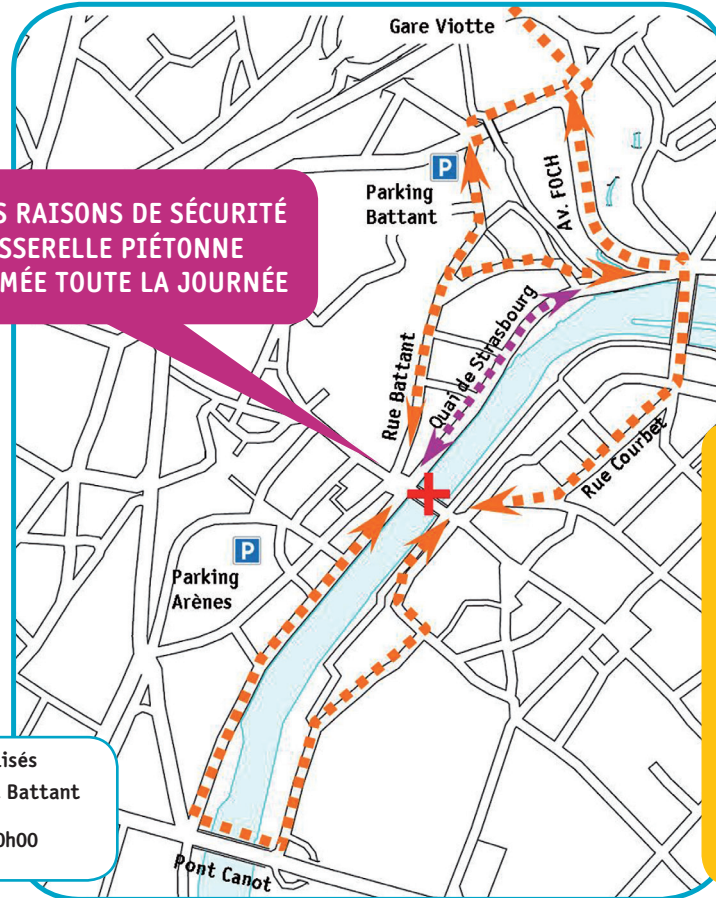 Gare Viotte
P
Parking
Battant
Av. FOCH
S RAISONS DE SÉCURITÉ
SSERELLE PIÉTONNE
MÉE TOUTE LA JOURNÉE
Rue Battant
Quai de Strasbourg
Rue Courbet
P
Parking
Arènes
isés
Battant
0h00
Pont Canot